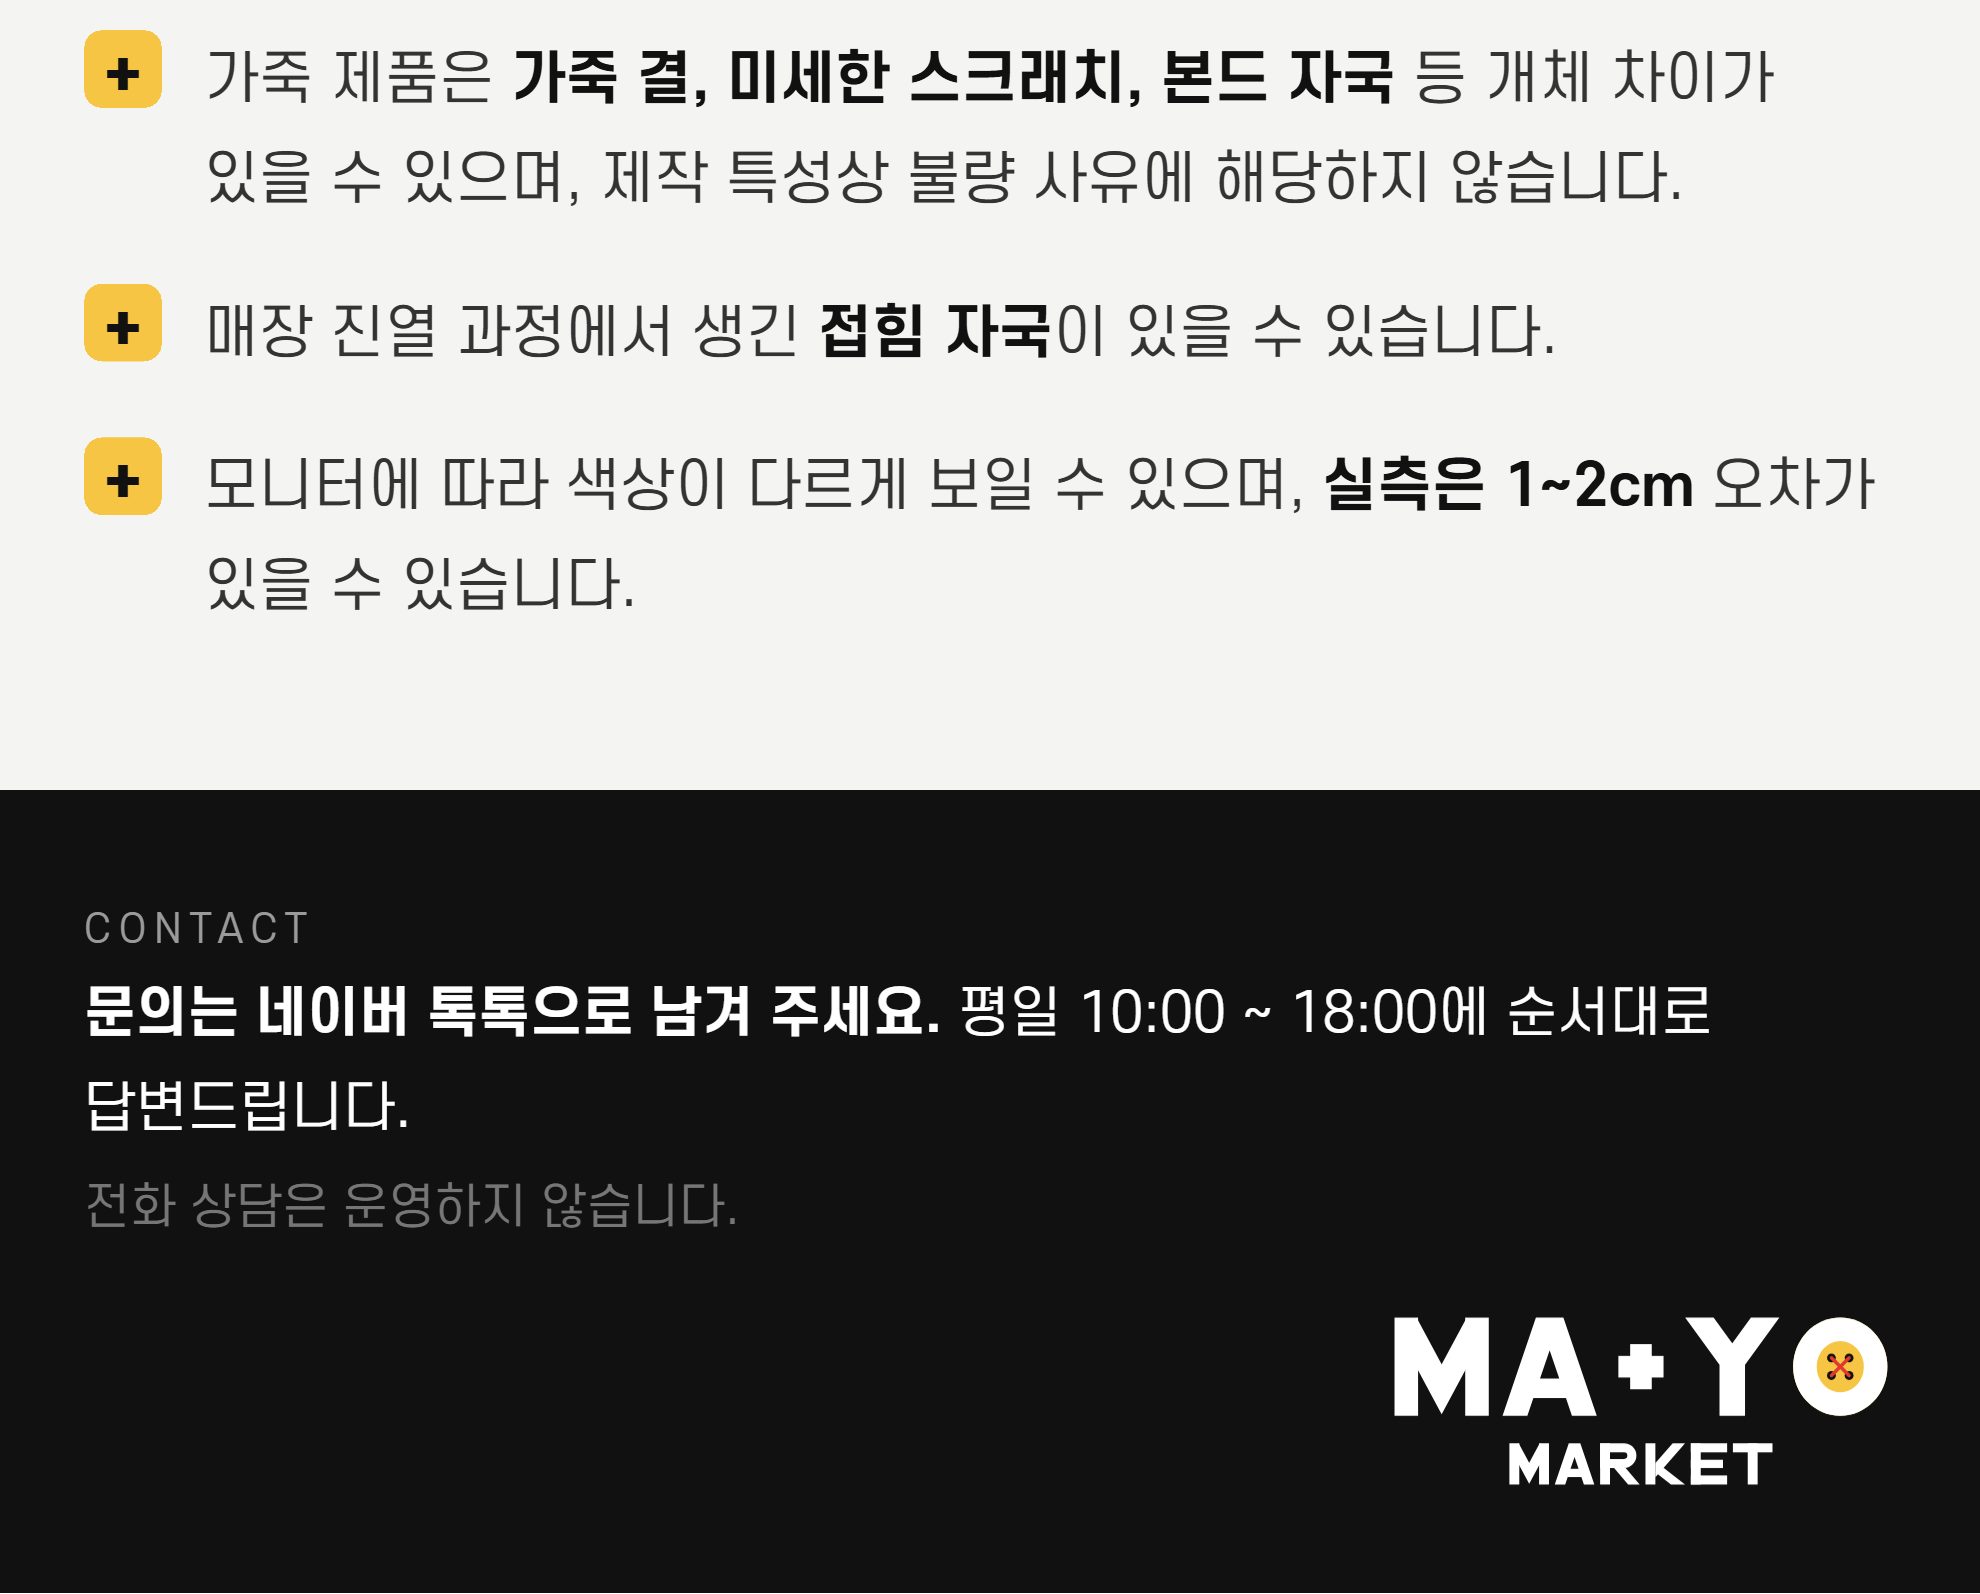 + 가죽 제품은 가죽 결, 미세한 스크래치, 본드 자국 등 개체 차이가
있을 수 있으며, 제작 특성상 불량 사유에 해당하지 않습니다.
+ 매장 진열 과정에서 생긴 접힘 자국이 있을 수 있습니다.
+ 모니터에 따라 색상이 다르게 보일 수 있으며, 실측은 1~2cm 오차가
있을 수 있습니다.
CONTACT
문의는 네이버 톡톡으로 남겨 주세요. 평일 10:00 ~ 18:00에 순서대로
답변드립니다.
전화 상담은 운영하지 않습니다.
MA+YO
MARKET